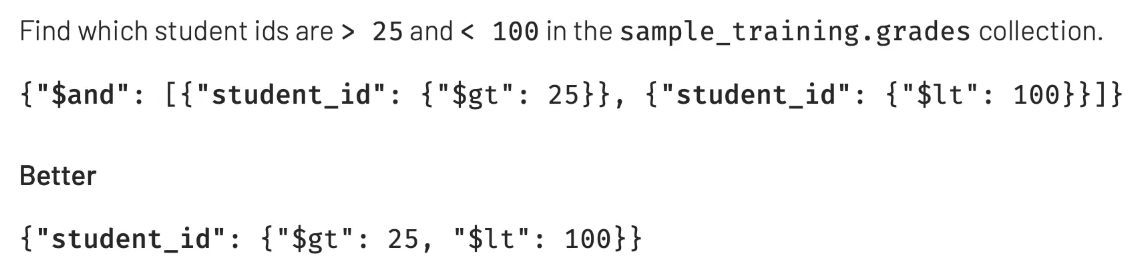 Find which student ids are > 25 and < 100 in the sample_training.grades collection.
{"$and": [{"student_id": {"$gt": 25}}, {"student_id": {"$lt": 100}}]}
Better
{"student_id": {"$gt": 25, "$lt": 100}}